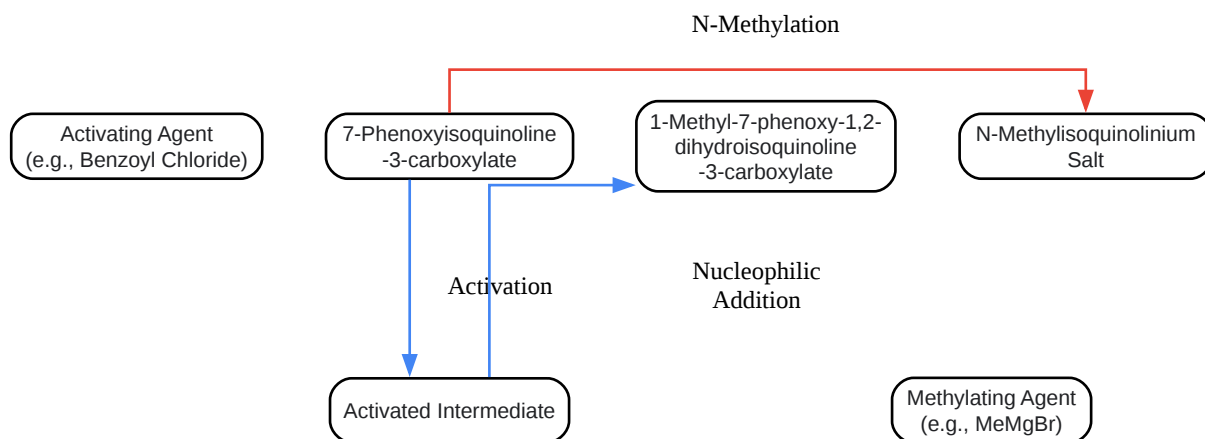 N-Methylation
Activating Agent
(e.g., Benzoyl Chloride)
7-Phenoxyisoquinoline
-3-carboxylate
1-Methyl-7-phenoxy-1,2-
dihydroisoquinoline
-3-carboxylate
N-Methylisoquinolinium
Salt
Activation
Nucleophilic
Addition
Activated Intermediate
Methylating Agent
(e.g., MeMgBr)